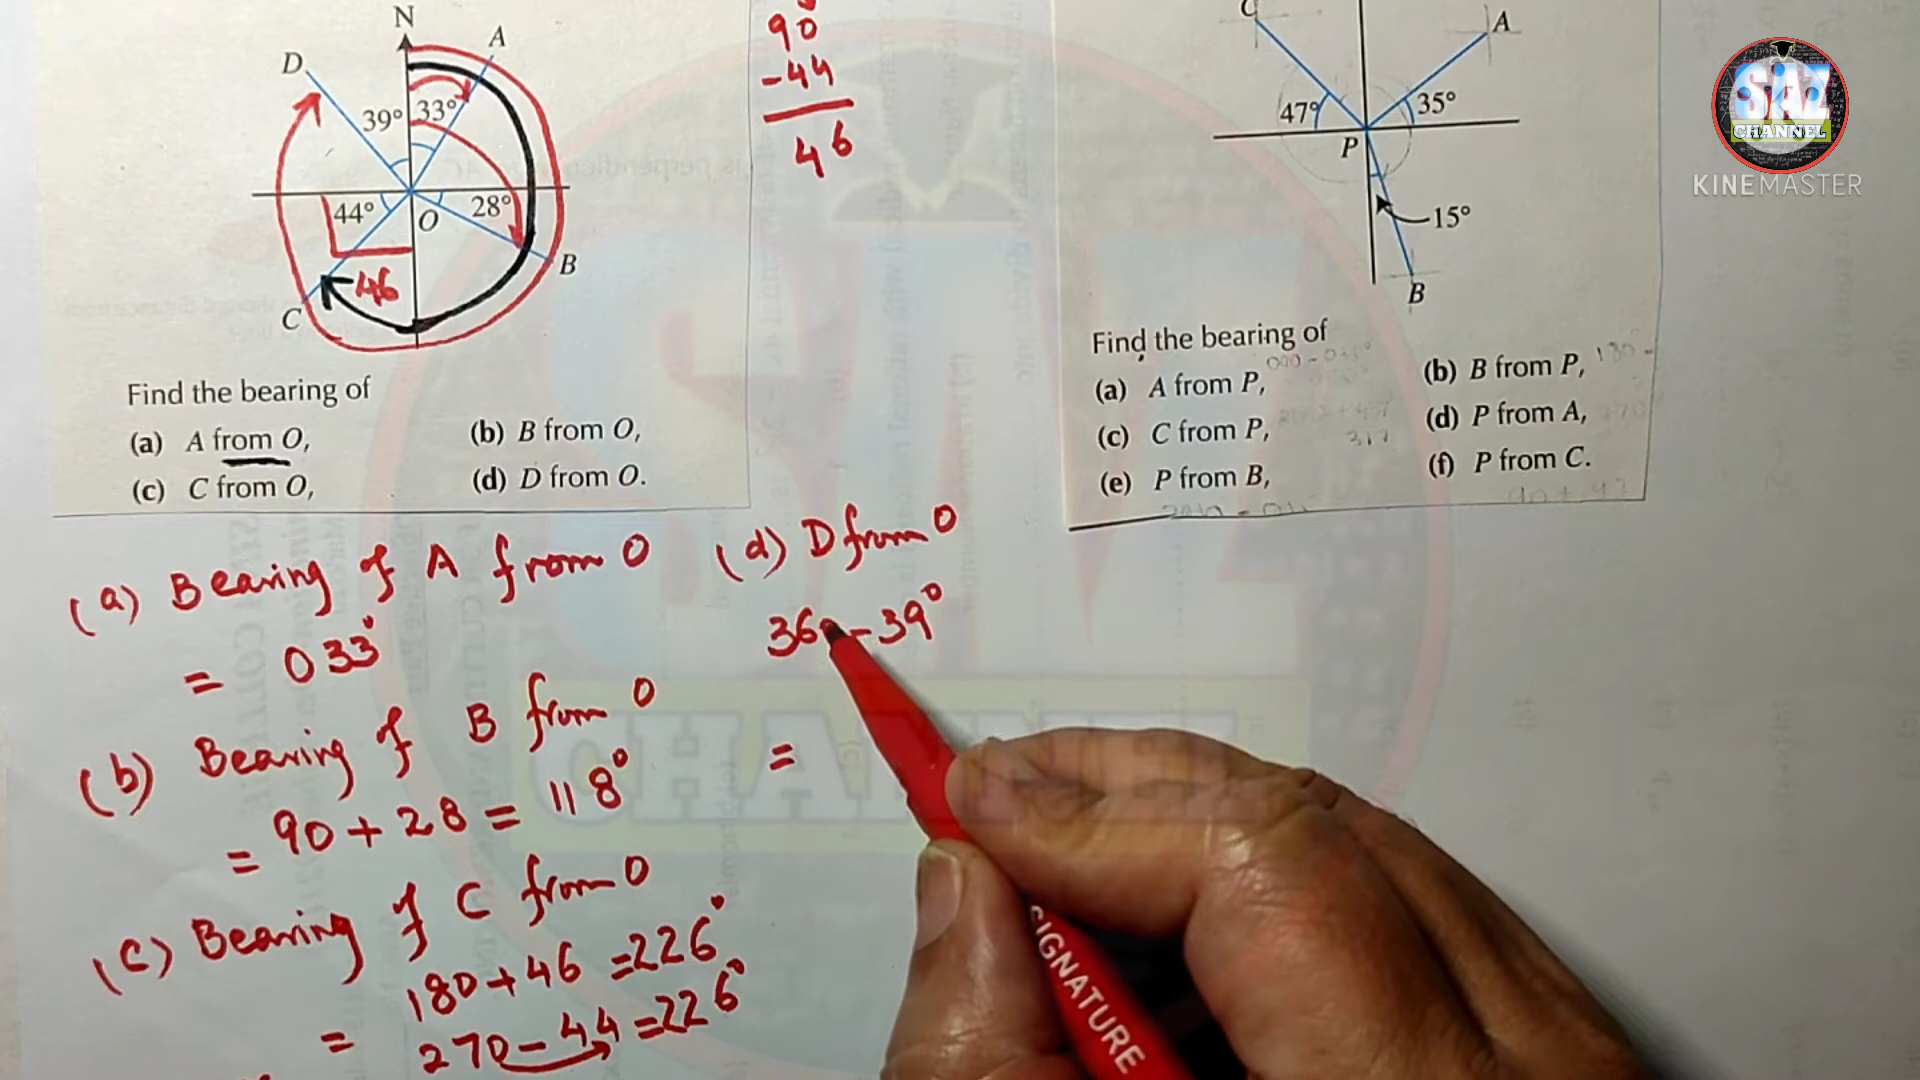 N
A
D
39° 33°
44° O 28°
46
B
C
Find the bearing of
(a) A from O,
(b) B from O,
(c) C from O,
(d) D from O.
90
-44
46
C
A
47° 35°
P
15°
B
Find the bearing of
(a) A from P,
(b) B from P,
(c) C from P,
(d) P from A,
(e) P from B,
(f) P from C.
SAZ
CHANNEL
KINEMASTER
(a) Bearing of A from O
= 033°
(b) Bearing of B from O
= 90 + 28 = 118°
(c) Bearing of C from O
180 + 46 = 226°
= 270 - 44 = 226°
(d) D from O
360 - 39°
=
SIGNATURE